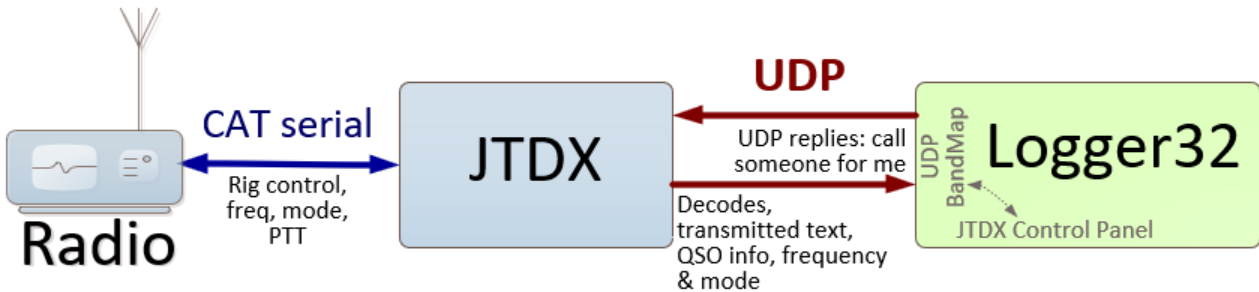 CAT serial
Rig control,
freq, mode,
PTT
Radio
JTDX
UDP
UDP replies: call
someone for me
Decodes,
transmitted text,
QSO info, frequency
& mode
UDP
BandMap
Logger32
JTDX Control Panel